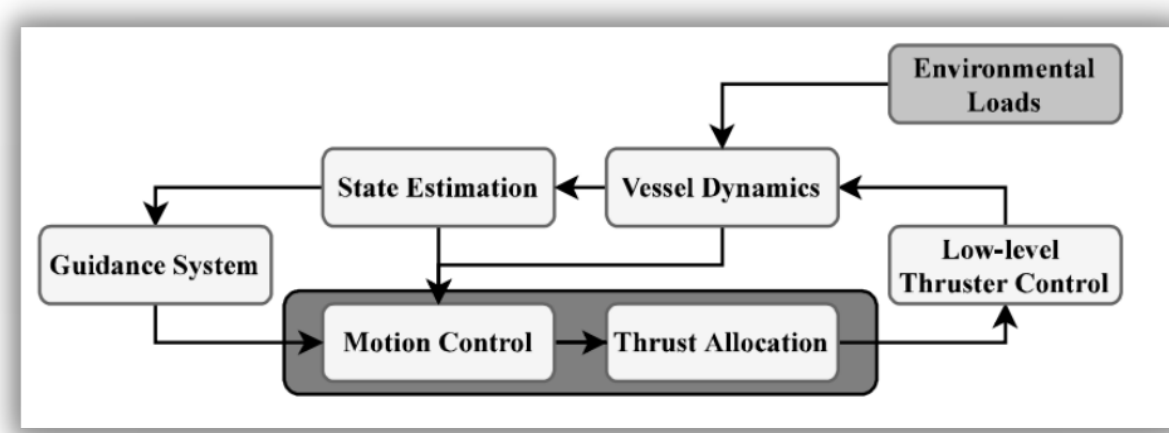 Environmental
Loads
State Estimation
Vessel Dynamics
Guidance System
Low-level
Thruster Control
Motion Control
Thrust Allocation